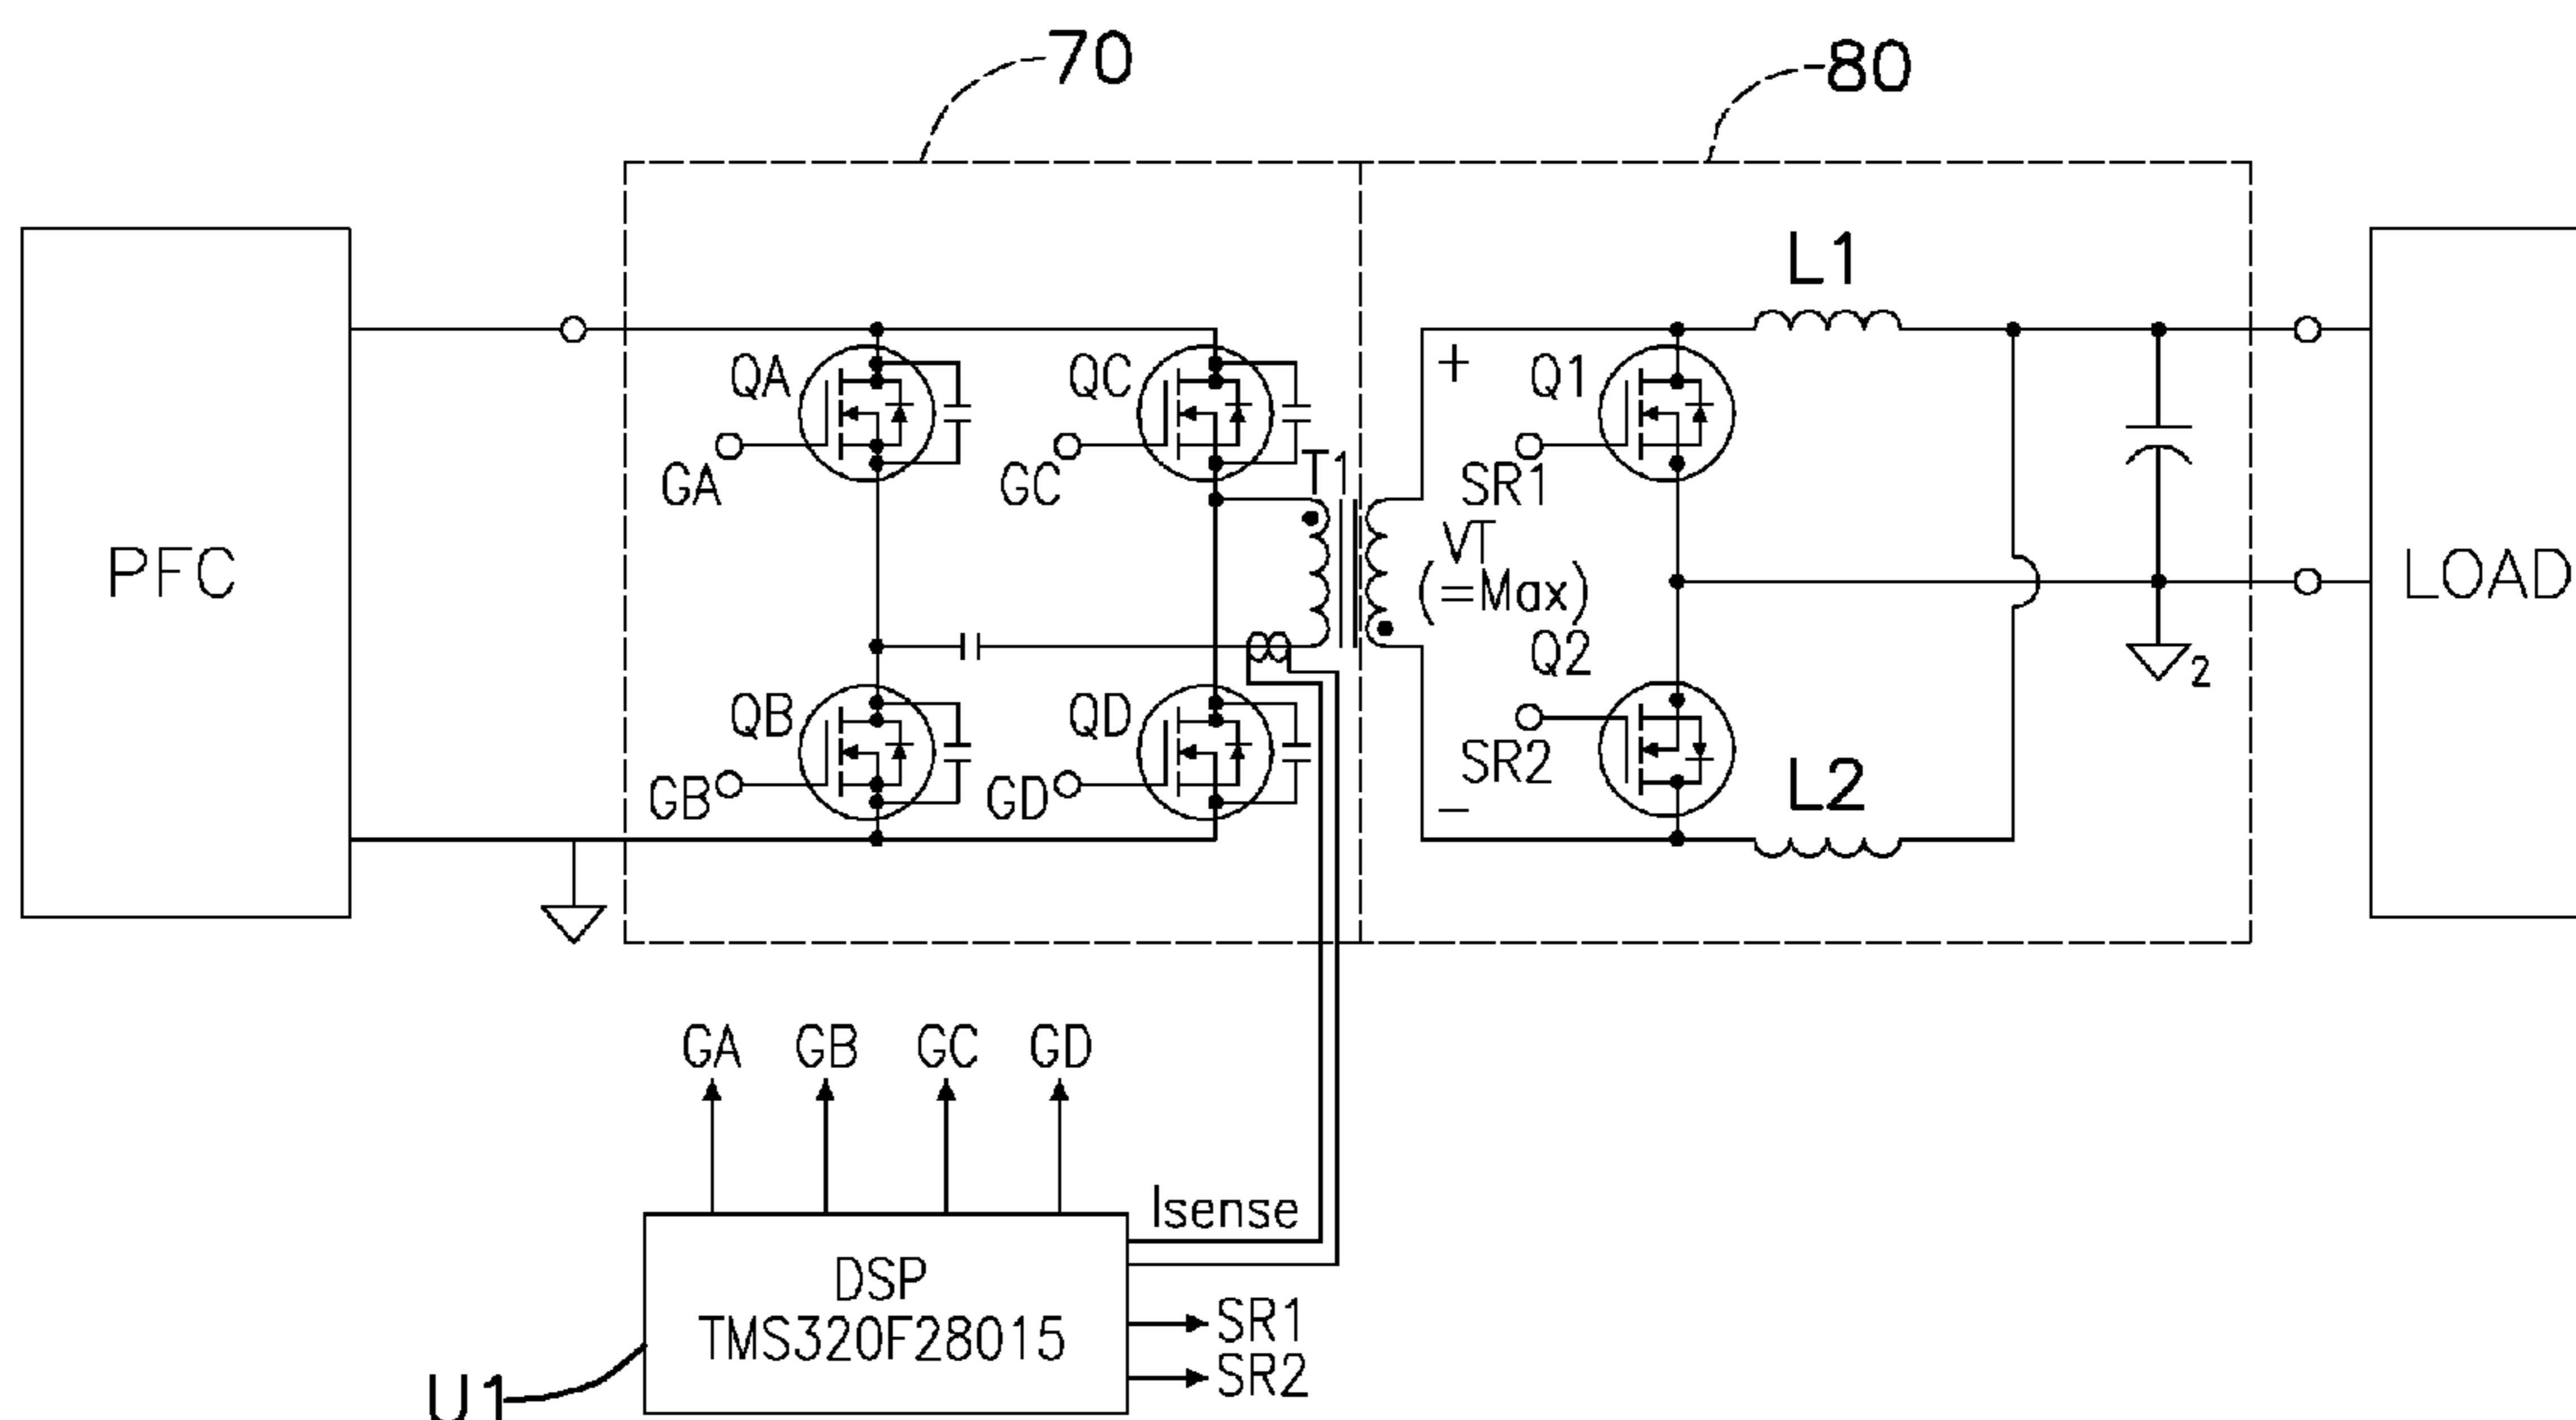 70
80
L1
+
QA
QC
Q1
GA
GC
T1
SR1
VT
(=Max)
PFC
LOAD
Q2
2
QB
QD
SR2
L2
GB
GD
−
GA GB GC GD
Isense
DSP
TMS320F28015
SR1
SR2
U1